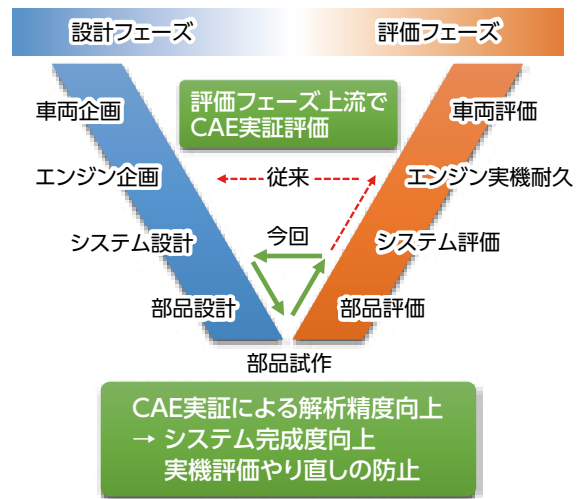 設計フェーズ
評価フェーズ
評価フェーズ上流で
CAE実証評価
車両企画
車両評価
エンジン企画
従来
エンジン実機耐久
システム設計
今回
システム評価
部品設計
部品評価
部品試作
CAE実証による解析精度向上
→ システム完成度向上
実機評価やり直しの防止